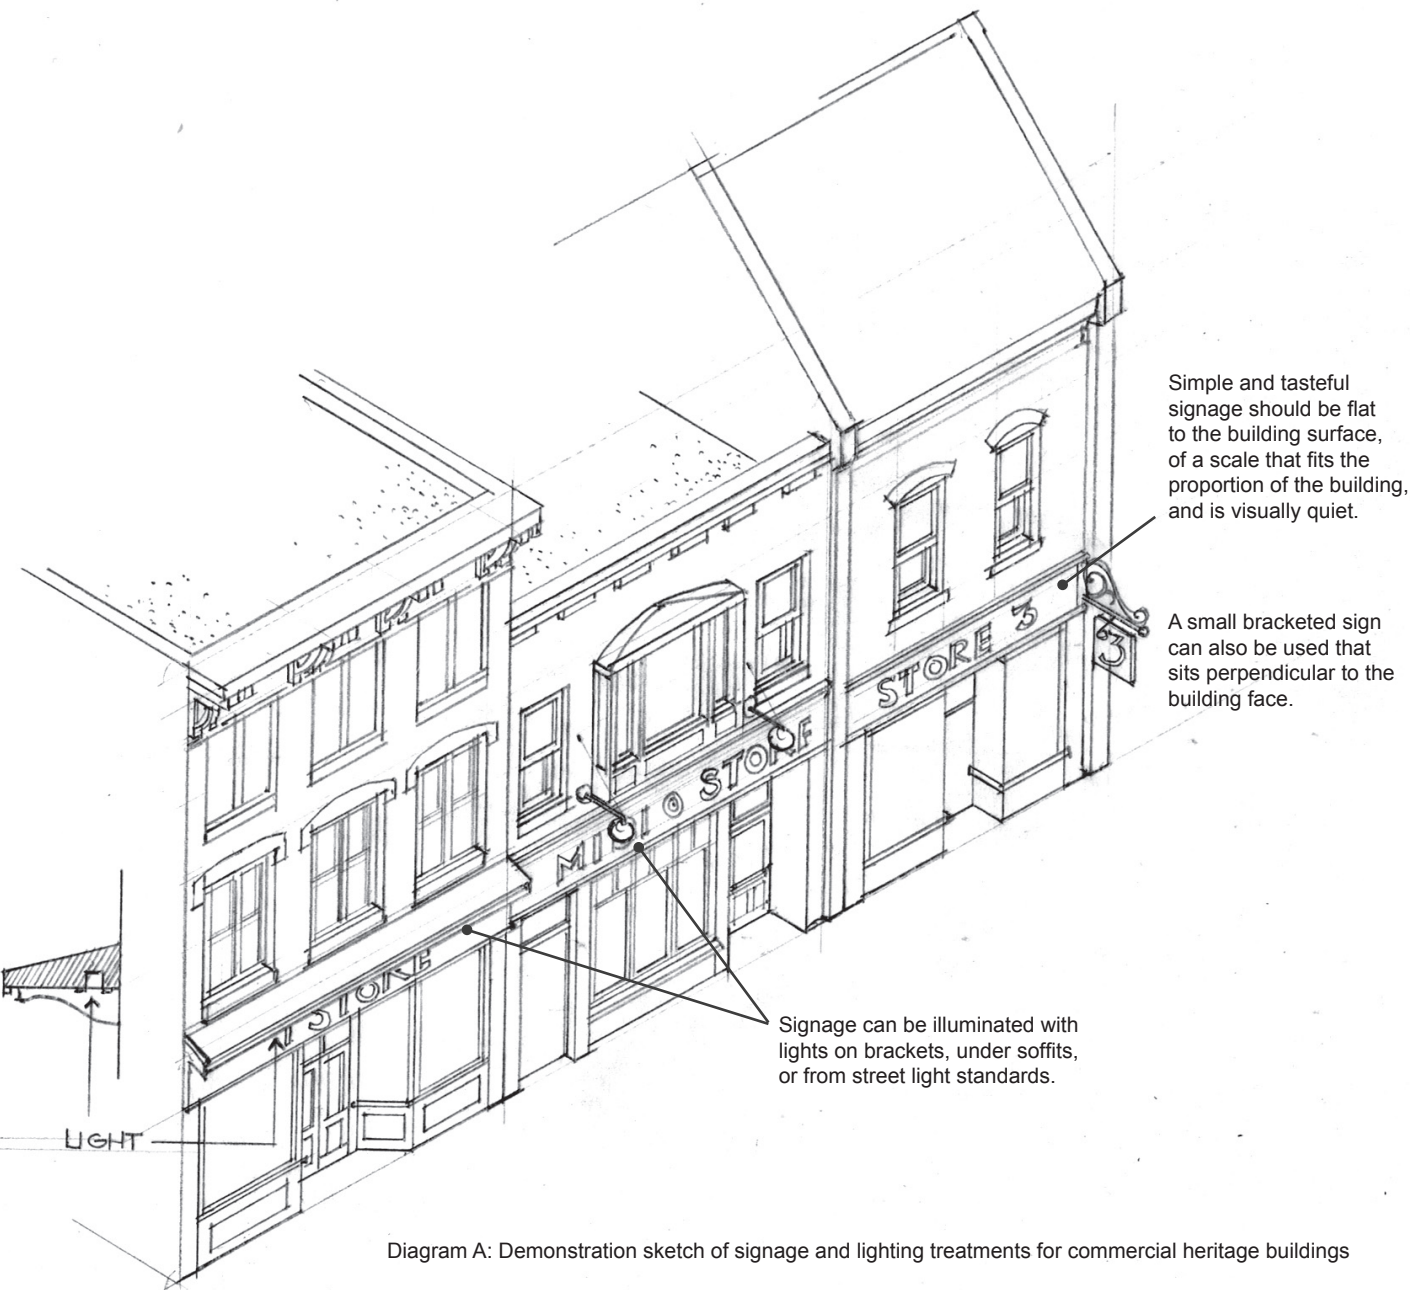 Simple and tasteful
signage should be flat
to the building surface,
of a scale that fits the
proportion of the building,
and is visually quiet.
A small bracketed sign
can also be used that
sits perpendicular to the
building face.
STORE 3
3
STORE
STORE
Signage can be illuminated with
lights on brackets, under soffits,
or from street light standards.
LIGHT
Diagram A: Demonstration sketch of signage and lighting treatments for commercial heritage buildings